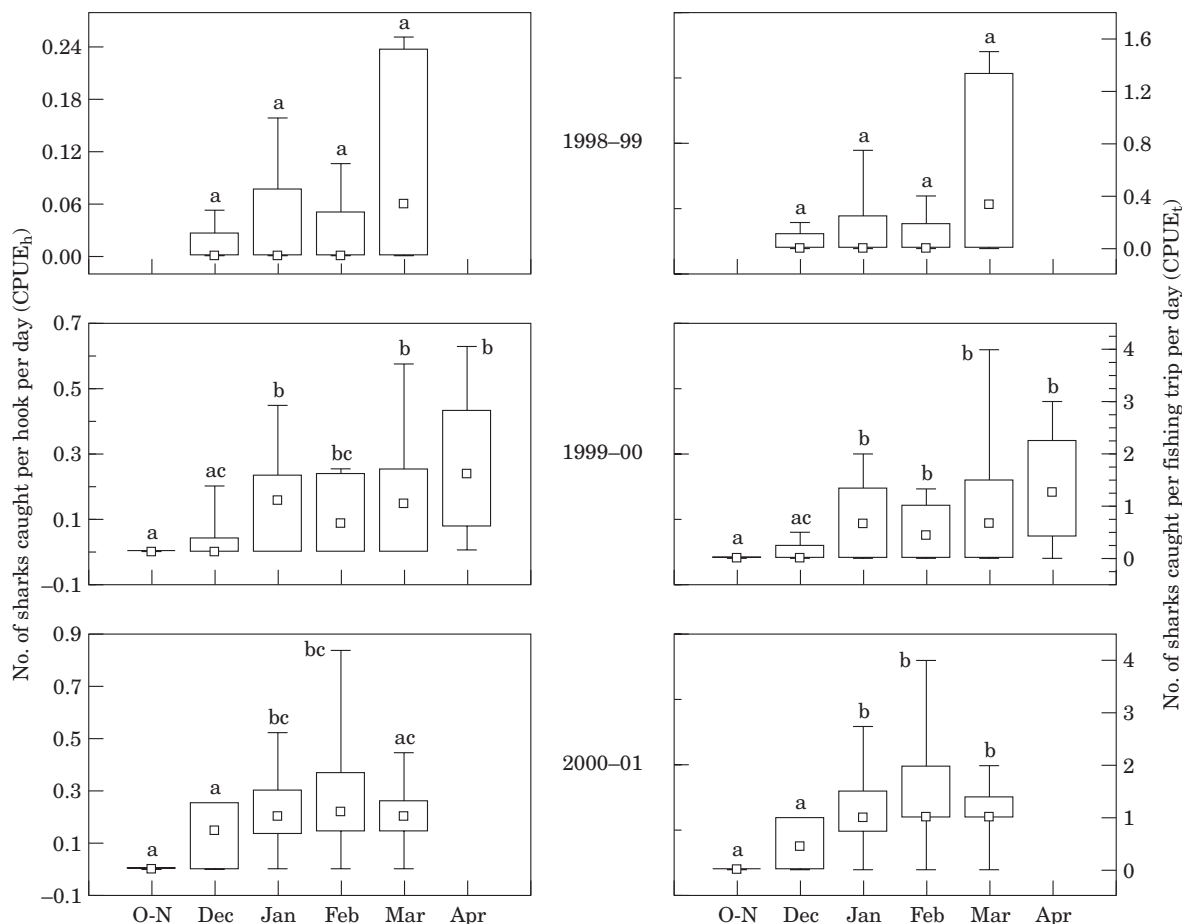 No. of sharks caught per hook per day (CPUEh)
0.24
0.18
0.12
0.06
0.00
a
a
a
a
1998–99
a
a
a
a
1.6
1.2
0.8
0.4
0.0
No. of sharks caught per fishing trip per day (CPUEt)
0.7
0.5
0.3
0.1
–0.1
a
ac
b
bc
b
b
1999–00
a
ac
b
b
b
b
4
3
2
1
0
0.9
0.7
0.5
0.3
0.1
–0.1
a
a
bc
bc
ac
2000–01
a
a
b
b
b
4
3
2
1
0
O-N Dec Jan Feb Mar Apr
O-N Dec Jan Feb Mar Apr